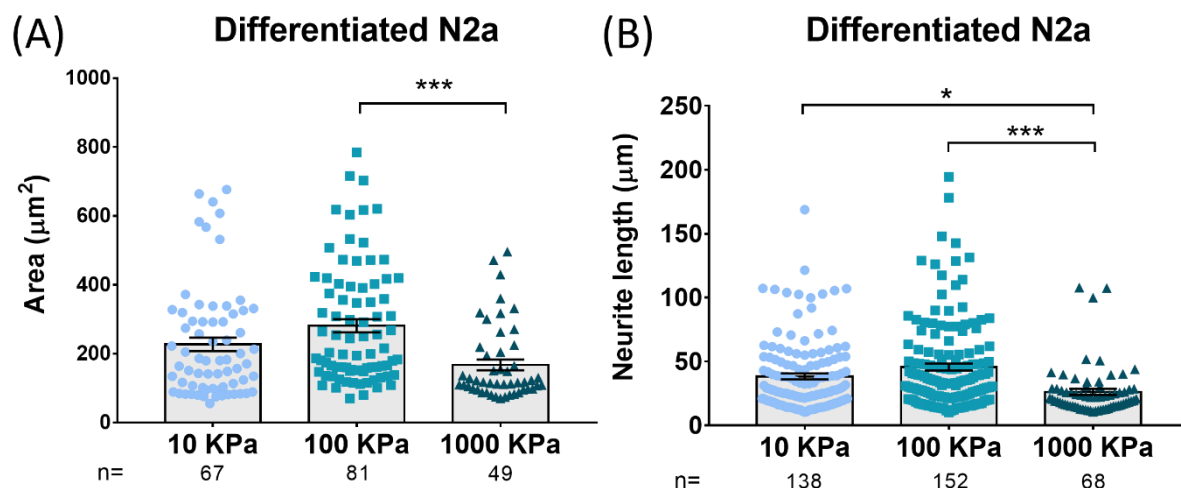 (A) Differentiated N2a
Area (μm²)
1000
800
600
400
200
0
***
10 KPa 100 KPa 1000 KPa
n= 67 81 49
(B) Differentiated N2a
Neurite length (μm)
250
200
150
100
50
0
*
***
10 KPa 100 KPa 1000 KPa
n= 138 152 68